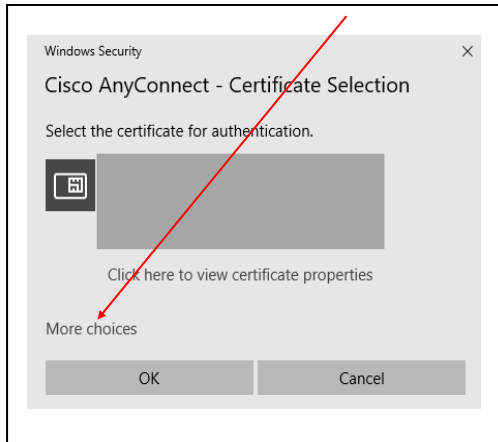 Windows Security
Cisco AnyConnect - Certificate Selection
Select the certificate for authentication.
Click here to view certificate properties
More choices
OK Cancel